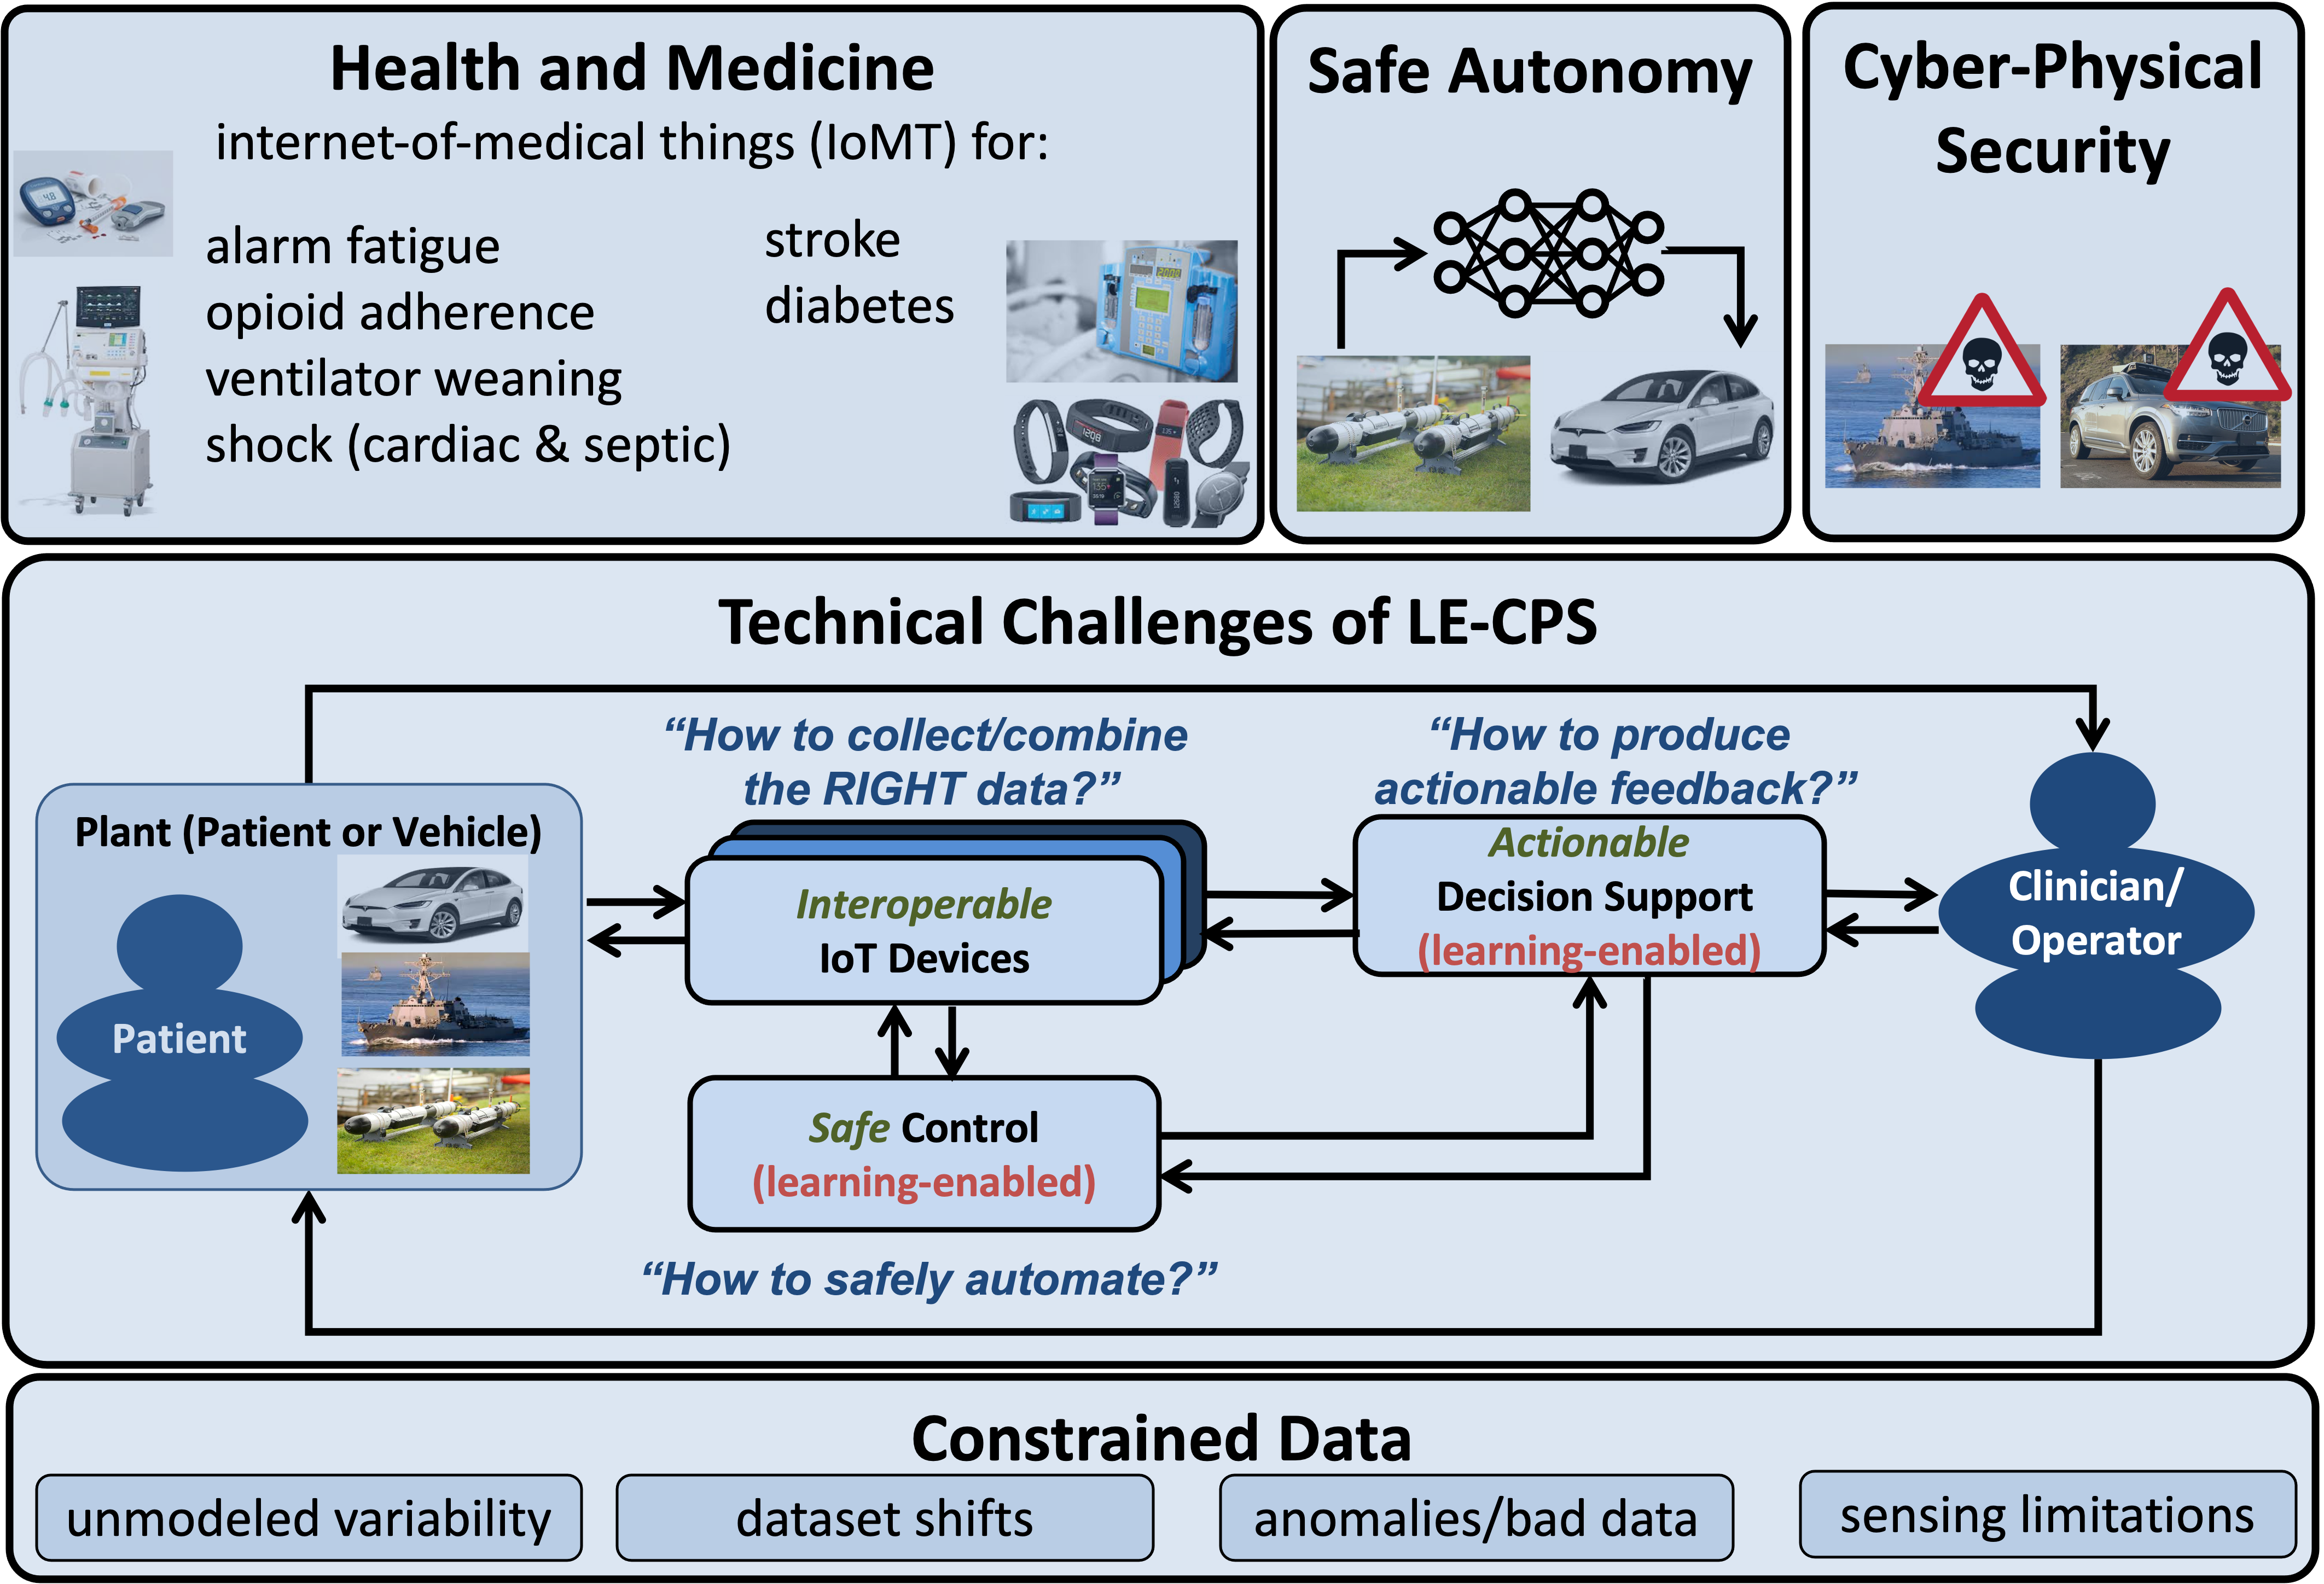 Health and Medicine
internet-of-medical things (IoMT) for:
alarm fatigue
opioid adherence
ventilator weaning
shock (cardiac & septic)
stroke
diabetes
4.8
Safe Autonomy
Cyber-Physical
Security
Technical Challenges of LE-CPS
“How to collect/combine
the RIGHT data?”
“How to produce
actionable feedback?”
Plant (Patient or Vehicle)
Patient
Interoperable
IoT Devices
Actionable
Decision Support
(learning-enabled)
Clinician/
Operator
Safe Control
(learning-enabled)
“How to safely automate?”
Constrained Data
unmodeled variability
dataset shifts
anomalies/bad data
sensing limitations